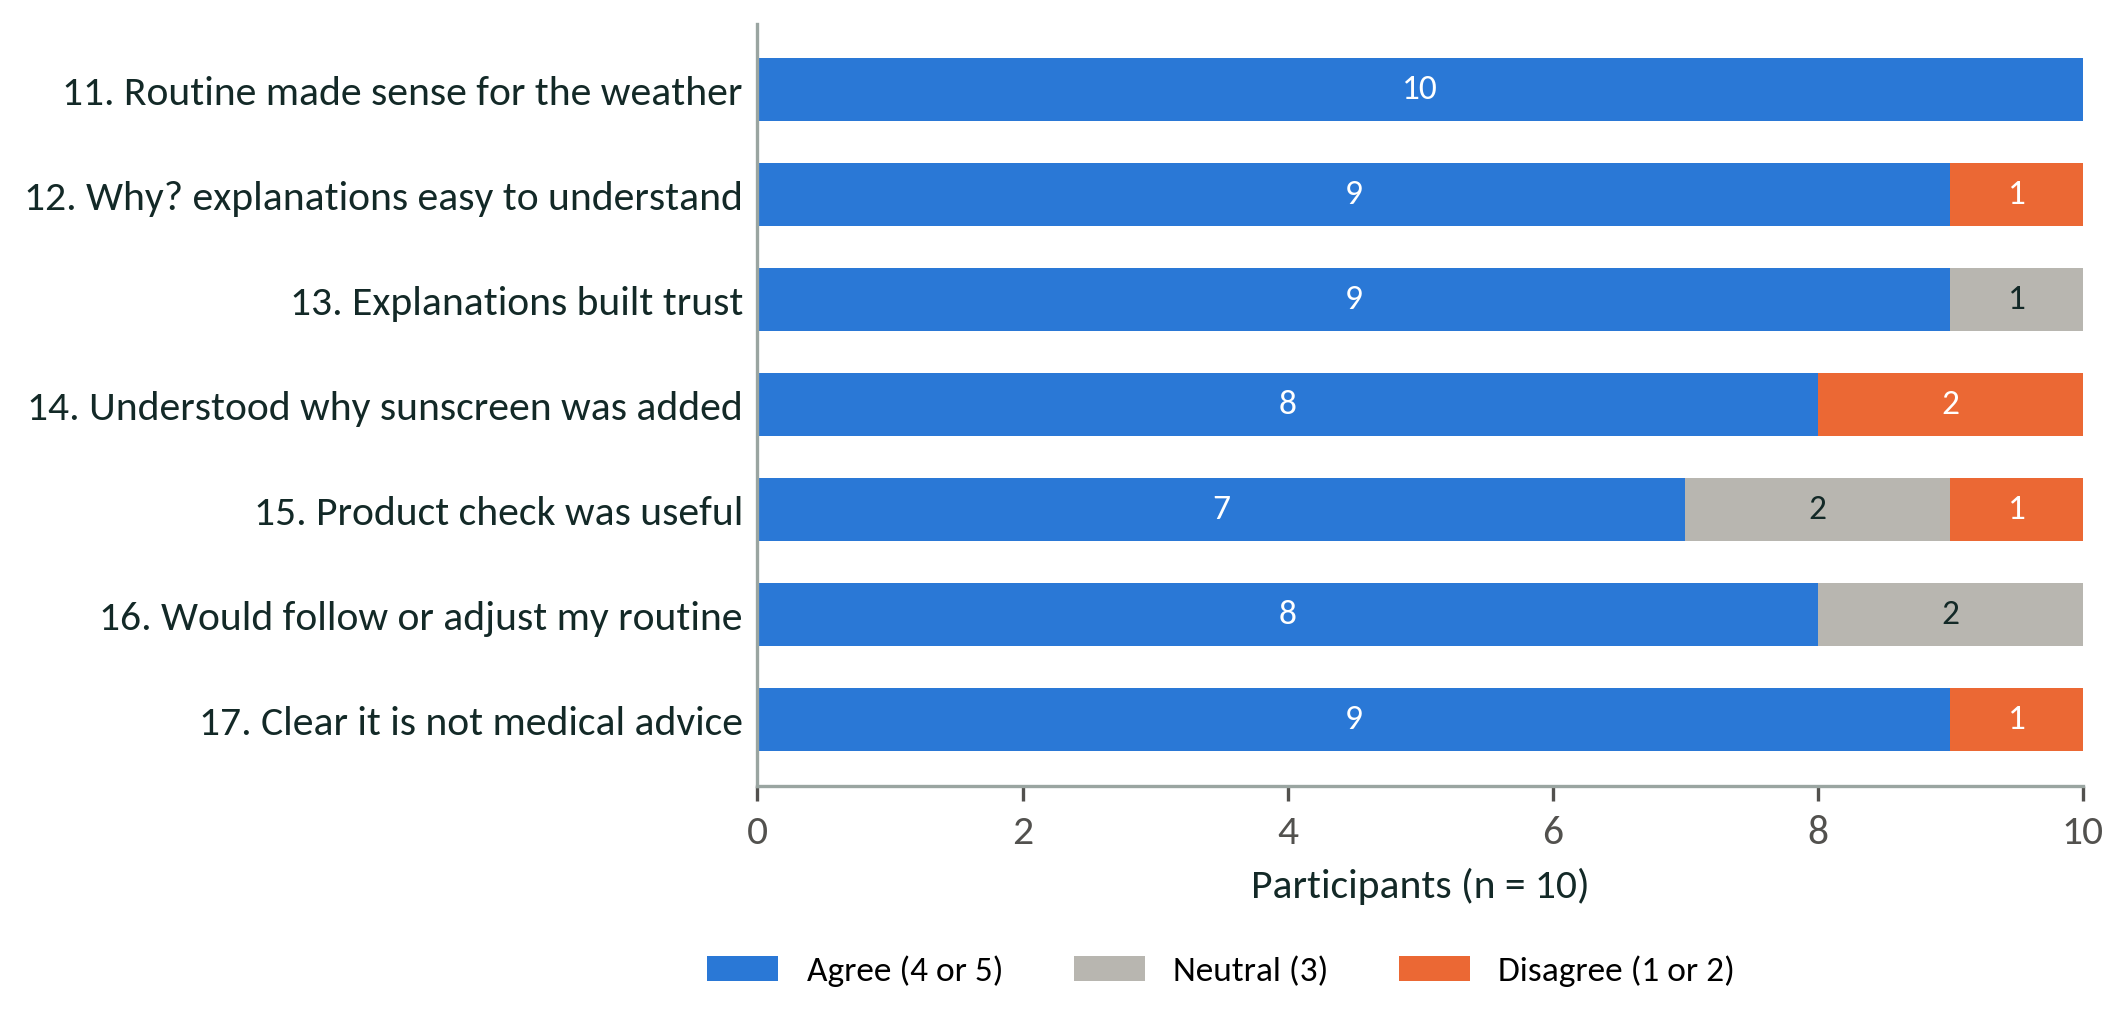 11. Routine made sense for the weather
10
12. Why? explanations easy to understand
9
1
13. Explanations built trust
9
1
14. Understood why sunscreen was added
8
2
15. Product check was useful
7
2
1
16. Would follow or adjust my routine
8
2
17. Clear it is not medical advice
9
1
0 2 4 6 8 10
Participants (n = 10)
Agree (4 or 5) Neutral (3) Disagree (1 or 2)